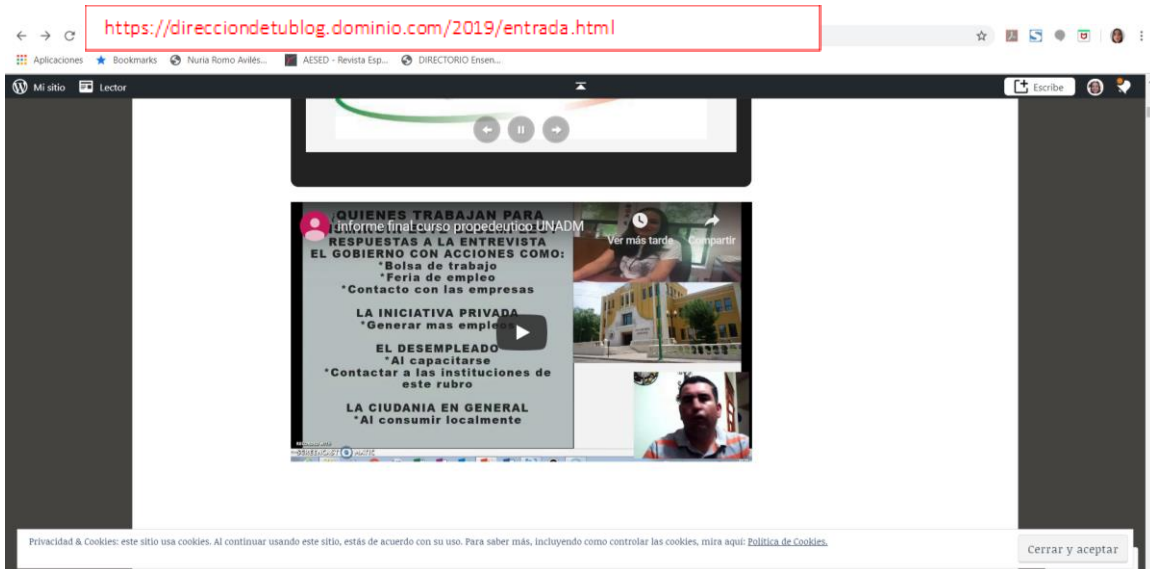 https://direcciondetublog.dominio.com/2019/entrada.html
Aplicaciones
Bookmarks
Nuria Romo Avilés...
AESED - Revista Esp...
DIRECTORIO Ensen...
Mi sitio
Lector
Escribe
¿QUIENES TRABAJAN PARA
informe final curso propedeutico UNADM
RESPUESTAS A LA ENTREVISTA
EL GOBIERNO CON ACCIONES COMO:
*Bolsa de trabajo
*Feria de empleo
*Contacto con las empresas
LA INICIATIVA PRIVADA
*Generar mas empleos
EL DESEMPLEADO
*Al capacitarse
*Contactar a las instituciones de
este rubro
LA CIUDANIA EN GENERAL
*Al consumir localmente
Ver más tarde
Compartir
RECORDED WITH
SCREENCAST MATIC
Privacidad & Cookies: este sitio usa cookies. Al continuar usando este sitio, estás de acuerdo con su uso. Para saber más, incluyendo como controlar las cookies, mira aquí: Política de Cookies.
Cerrar y aceptar